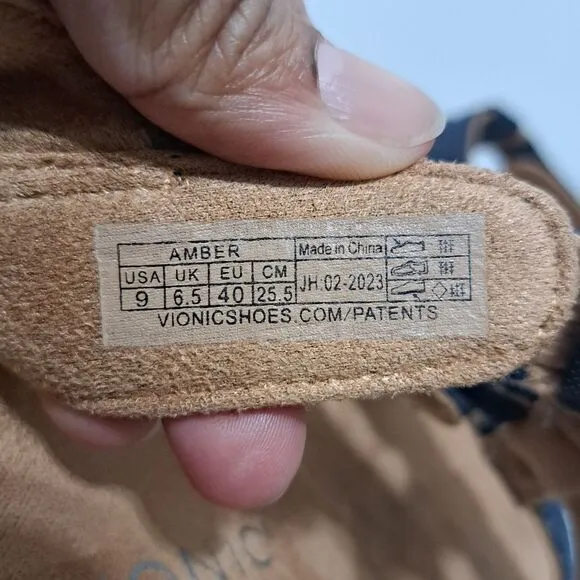 AMBER
Made in China
USA UK EU CM
9 6.5 40 25.5
JH:02-2023
VIONICSHOES.COM/PATENTS
ONIC